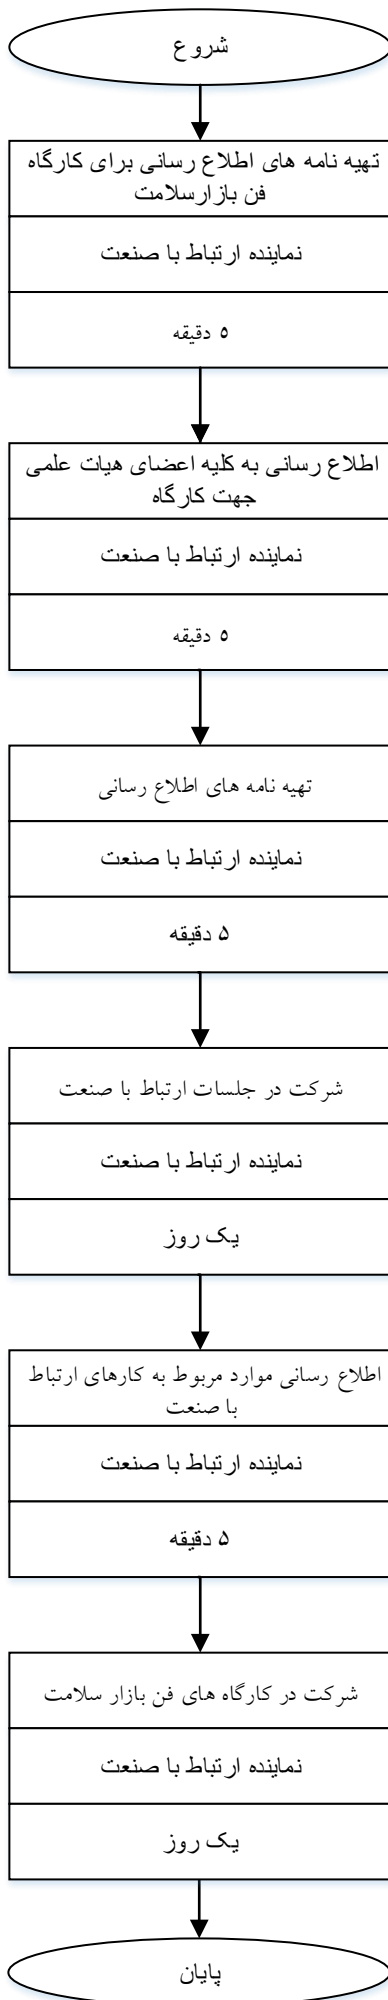 شروع
تهیه نامه های اطلاع رسانی برای کارگاه
فن بازارسلامت
نماینده ارتباط با صنعت
۵ دقیقه
اطلاع رسانی به کلیه اعضای هیات علمی
جهت کارگاه
نماینده ارتباط با صنعت
۵ دقیقه
تهیه نامه های اطلاع رسانی
نماینده ارتباط با صنعت
۵ دقیقه
شرکت در جلسات ارتباط با صنعت
نماینده ارتباط با صنعت
یک روز
اطلاع رسانی موارد مربوط به کارهای ارتباط
با صنعت
نماینده ارتباط با صنعت
۵ دقیقه
شرکت در کارگاه های فن بازار سلامت
نماینده ارتباط با صنعت
یک روز
پایان